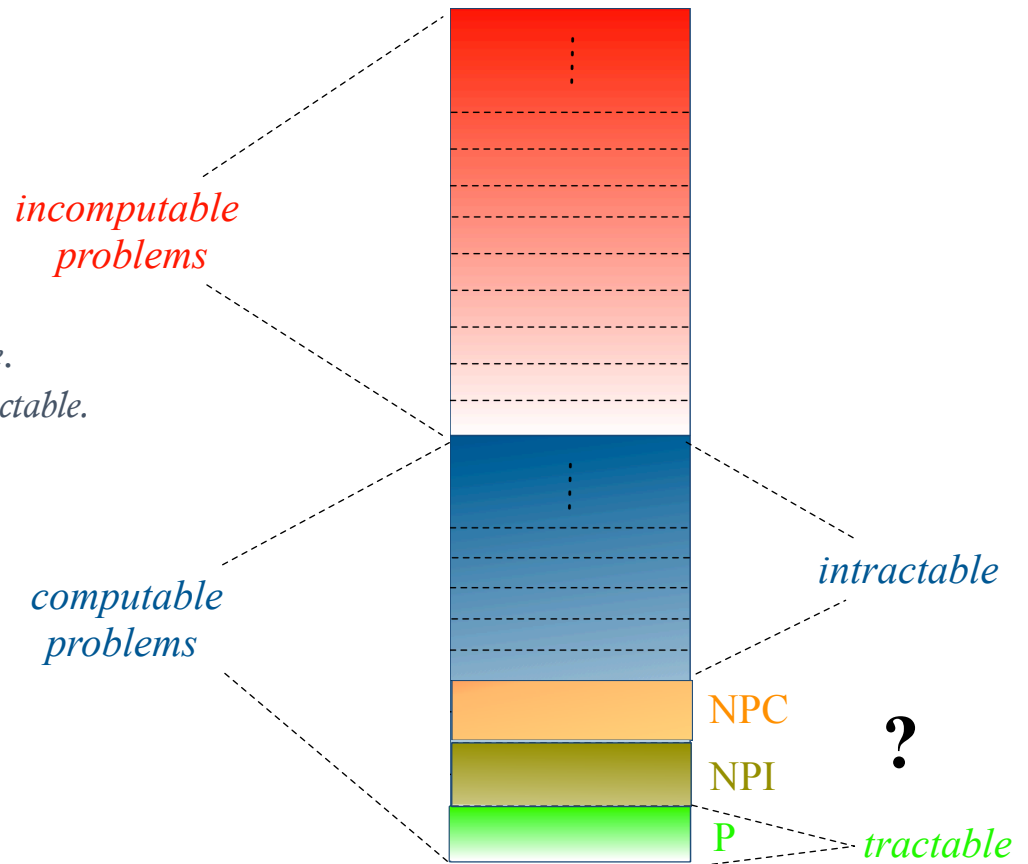 incomputable
problems
e.
ctable.
computable
problems
intractable
NPC
?
NPI
P
tractable